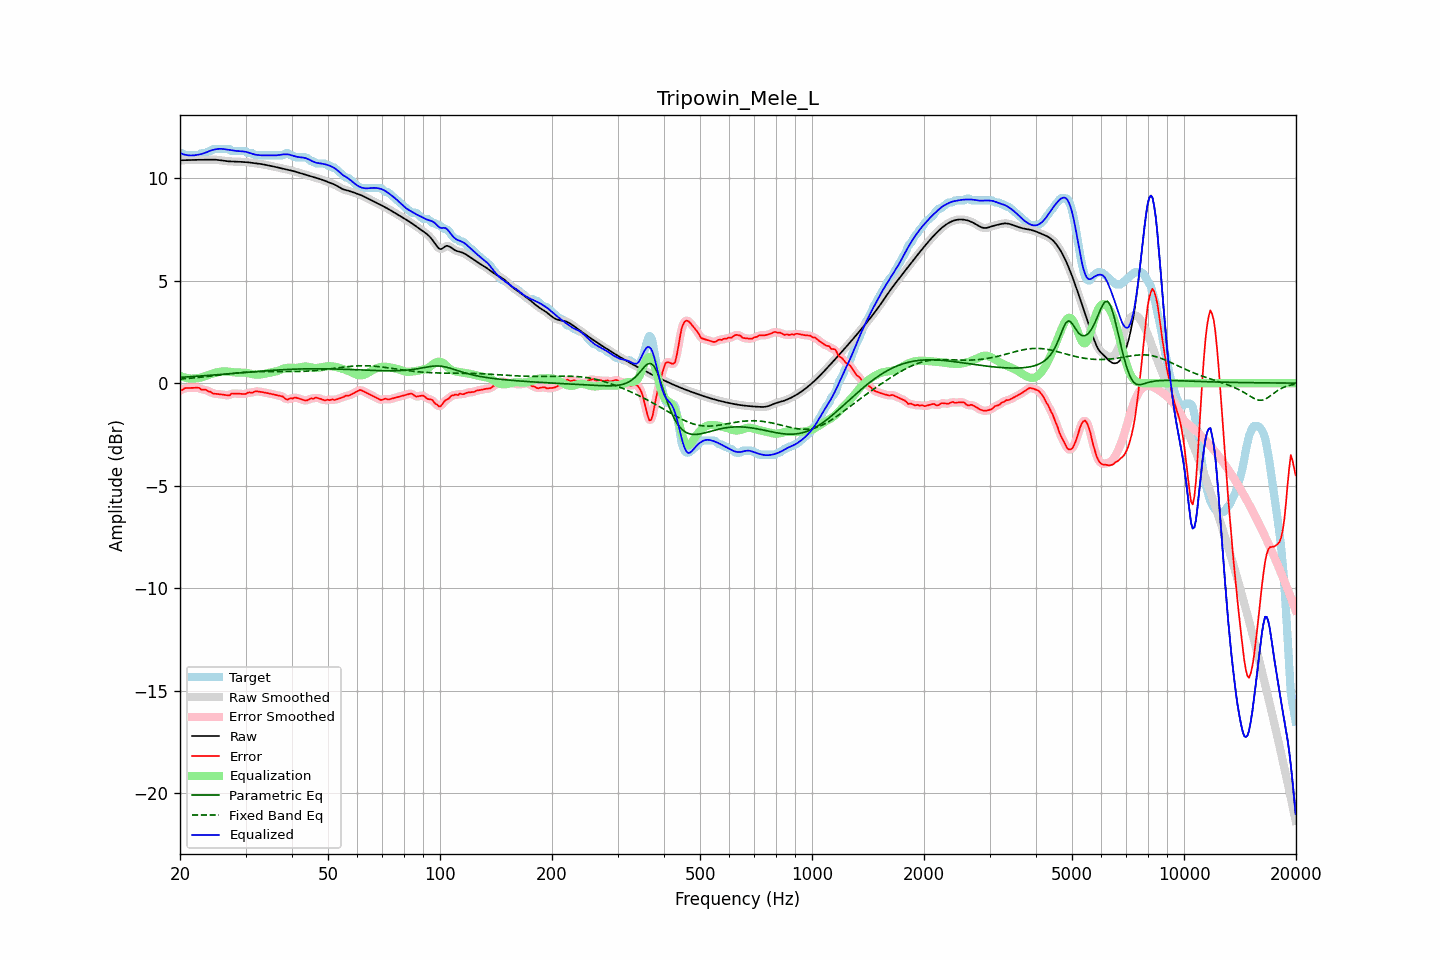 Tripowin_Mele_L
Amplitude (dBr)
10
5
0
−5
−10
−15
−20
Target
Raw Smoothed
Error Smoothed
Raw
Error
Equalization
Parametric Eq
Fixed Band Eq
Equalized
20 50 100 200 500 1000 2000 5000 10000 20000
Frequency (Hz)